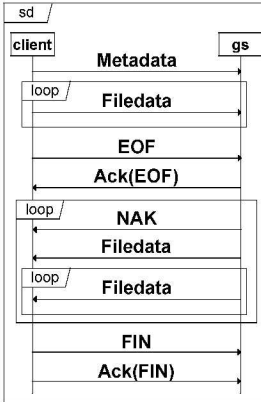 sd
client gs
Metadata
loop
Filedata
EOF
Ack(EOF)
loop
NAK
Filedata
loop
Filedata
FIN
Ack(FIN)